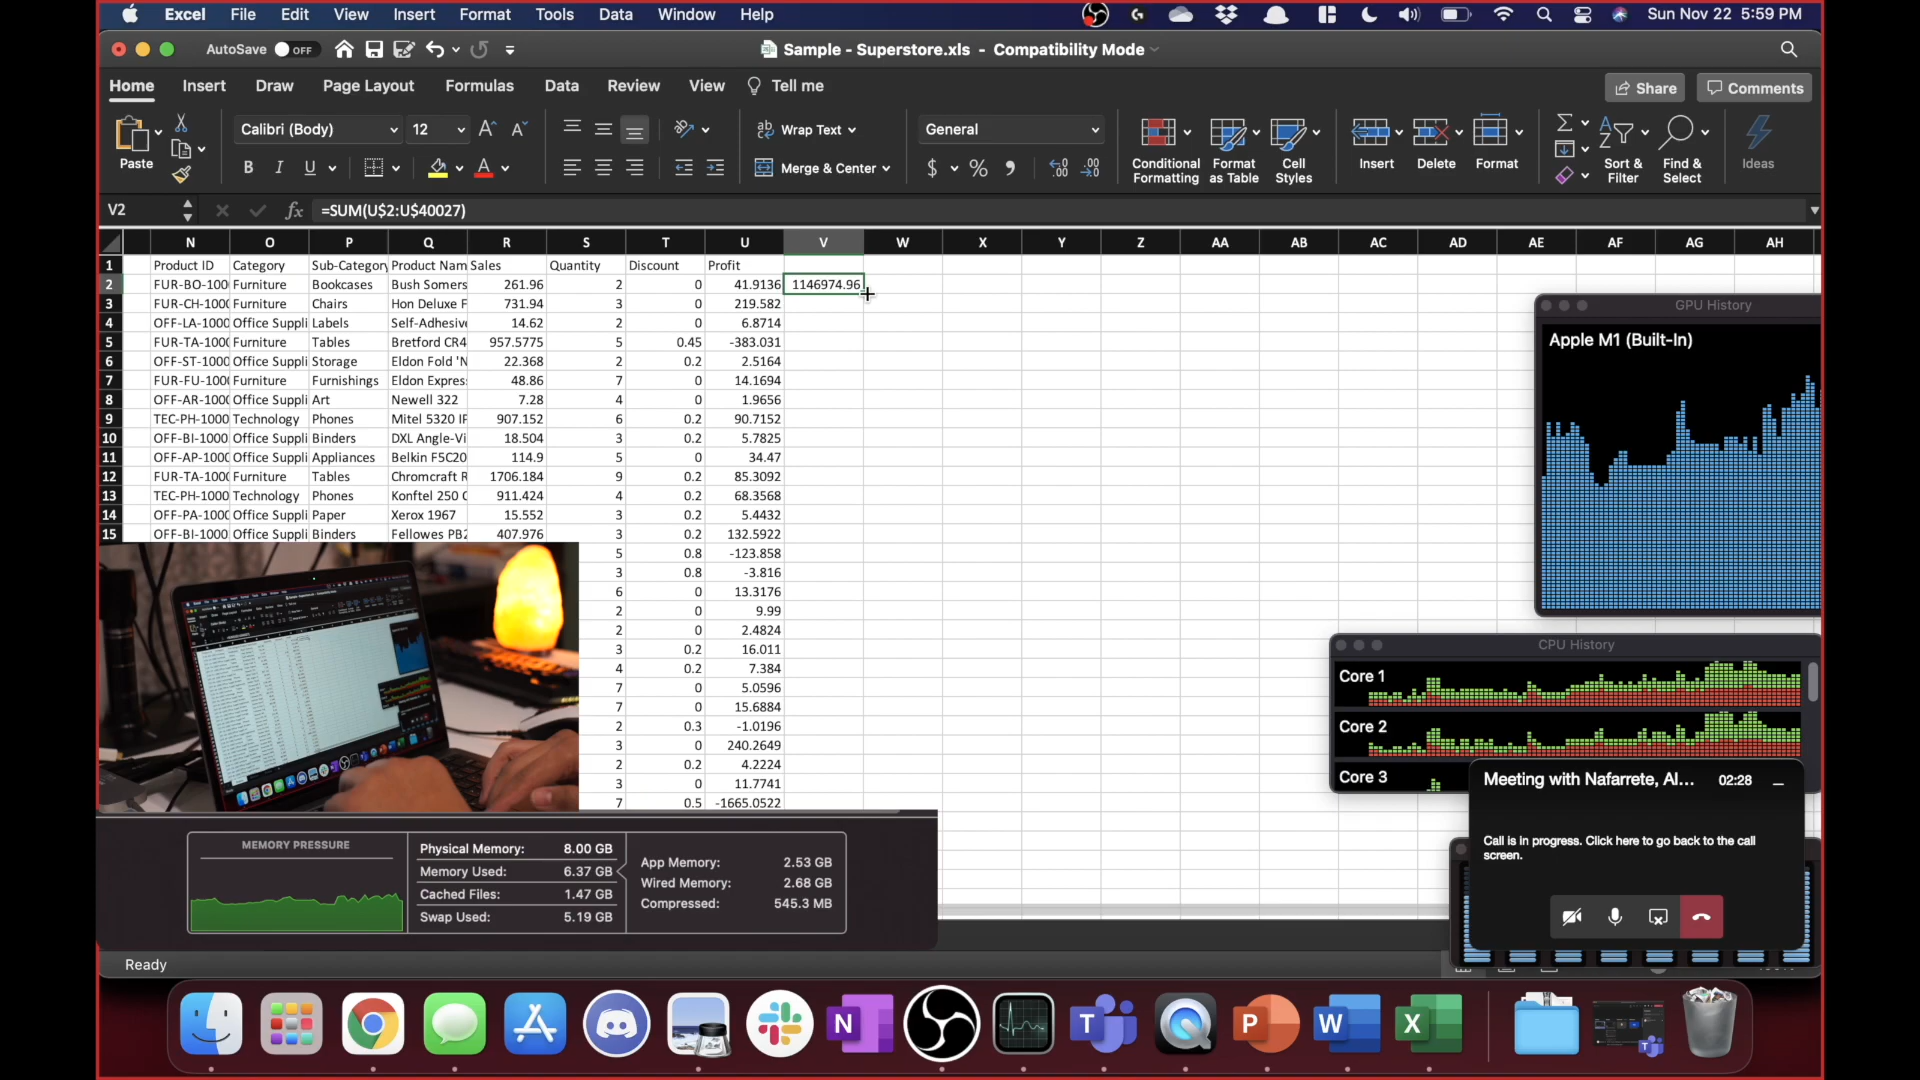 Excel File Edit View Insert Format Tools Data Window Help Sun Nov 22 5:59 PM
AutoSave OFF Sample - Superstore.xls - Compatibility Mode
Home Insert Draw Page Layout Formulas Data Review View Tell me Share Comments
Paste Calibri (Body) 12 Wrap Text General
B I U A Merge & Center $ % Conditional Formatting Format as Table Cell Styles Insert Delete Format Sort & Filter Find & Select Ideas
V2 fx =SUM(U$2:U$40027)
N O P Q R S T U V W X Y Z AA AB AC AD AE AF AG AH
1 Product ID Category Sub-Category Product Nam Sales Quantity Discount Profit
2 FUR-BO-100 Furniture Bookcases Bush Somers 261.96 2 0 41.9136 1146974.96
3 FUR-CH-1000 Furniture Chairs Hon Deluxe F 731.94 3 0 219.582
4 OFF-LA-1000 Office Suppli Labels Self-Adhesive 14.62 2 0 6.8714
5 FUR-TA-1000 Furniture Tables Bretford CR4 957.5775 5 0.45 -383.031
6 OFF-ST-1000 Office Suppli Storage Eldon Fold 'N 22.368 2 0.2 2.5164
7 FUR-FU-1000 Furniture Furnishings Eldon Expres 48.86 7 0 14.1694
8 OFF-AR-1000 Office Suppli Art Newell 322 7.28 4 0 1.9656
9 TEC-PH-1000 Technology Phones Mitel 5320 IP 907.152 6 0.2 90.7152
10 OFF-BI-1000 Office Suppli Binders DXL Angle-Vi 18.504 3 0.2 5.7825
11 OFF-AP-1000 Office Suppli Appliances Belkin F5C20 114.9 5 0 34.47
12 FUR-TA-1000 Furniture Tables Chromcraft R 1706.184 9 0.2 85.3092
13 TEC-PH-1000 Technology Phones Konftel 250 C 911.424 4 0.2 68.3568
14 OFF-PA-1000 Office Suppli Paper Xerox 1967 15.552 3 0.2 5.4432
15 OFF-BI-1000 Office Suppli Binders Fellowes PB2 407.976 3 0.2 132.5922
5 0.8 -123.858
3 0.8 -3.816
6 0 13.3176
2 0 9.99
2 0 2.4824
3 0.2 16.011
4 0.2 7.384
7 0 5.0596
7 0 15.6884
2 0.3 -1.0196
3 0 240.2649
2 0.2 4.2224
3 0 11.7741
7 0.5 -1665.0522
GPU History
Apple M1 (Built-In)
CPU History
Core 1
Core 2
Core 3
Meeting with Nafarrete, Al... 02:28
Call is in progress. Click here to go back to the call
screen.
MEMORY PRESSURE
Physical Memory: 8.00 GB
Memory Used: 6.37 GB
Cached Files: 1.47 GB
Swap Used: 5.19 GB
App Memory: 2.53 GB
Wired Memory: 2.68 GB
Compressed: 545.3 MB
Ready
N T P W X